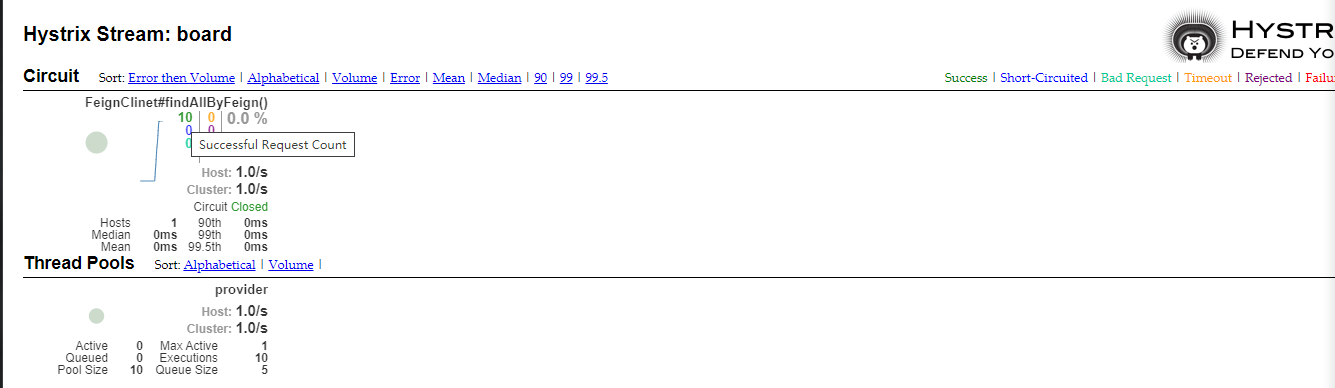 Hystrix Stream: board
HYSTR
DEFEND YO
Circuit Sort: Error then Volume | Alphabetical | Volume | Error | Mean | Median | 90 | 99 | 99.5
Success | Short-Circuited | Bad Request | Timeout | Rejected | Failu
FeignClinet#findAllByFeign()
10 0 0.0 %
0 0
0
Successful Request Count
Host: 1.0/s
Cluster: 1.0/s
Circuit Closed
Hosts 1 90th 0ms
Median 0ms 99th 0ms
Mean 0ms 99.5th 0ms
Thread Pools Sort: Alphabetical | Volume |
provider
Host: 1.0/s
Cluster: 1.0/s
Active 0 Max Active 1
Queued 0 Executions 10
Pool Size 10 Queue Size 5